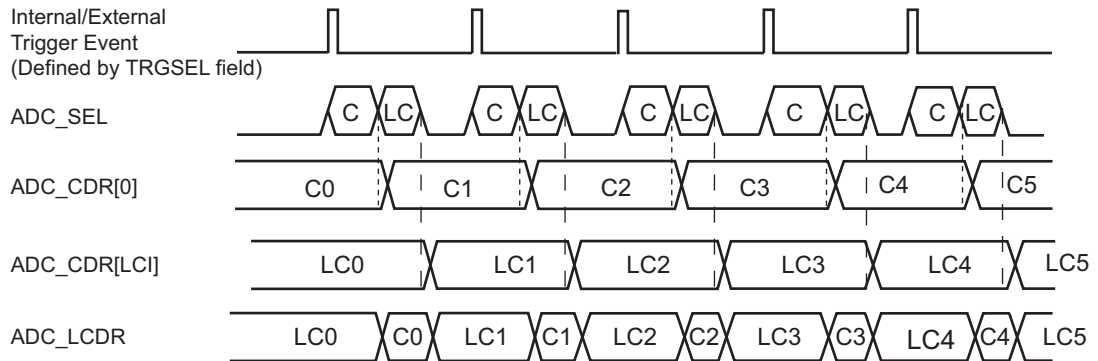 Internal/External
Trigger Event
(Defined by TRGSEL field)
ADC_SEL
C LC C LC C LC C LC C LC
ADC_CDR[0]
C0 C1 C2 C3 C4 C5
ADC_CDR[LCI]
LC0 LC1 LC2 LC3 LC4 LC5
ADC_LCDR
LC0 C0 LC1 C1 LC2 C2 LC3 C3 LC4 C4 LC5